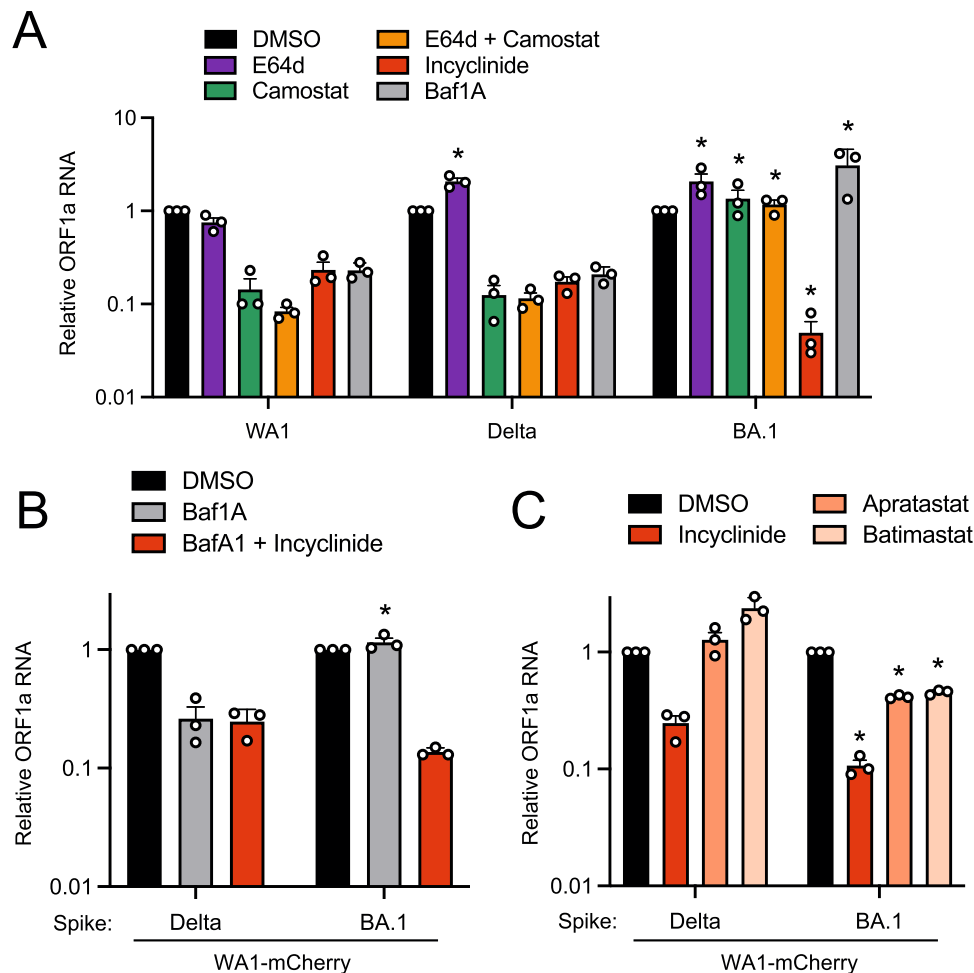 A
DMSO
E64d + Camostat
E64d
Incyclinide
Camostat
Baf1A
Relative ORF1a RNA
10
1
0.1
0.01
*
*
*
*
*
*
WA1
Delta
BA.1
B
DMSO
Baf1A
BafA1 + Incyclinide
Relative ORF1a RNA
1
0.1
0.01
*
Spike:
Delta
BA.1
WA1-mCherry
C
DMSO
Apratastat
Incyclinide
Batimastat
Relative ORF1a RNA
1
0.1
0.01
*
*
*
Spike:
Delta
BA.1
WA1-mCherry